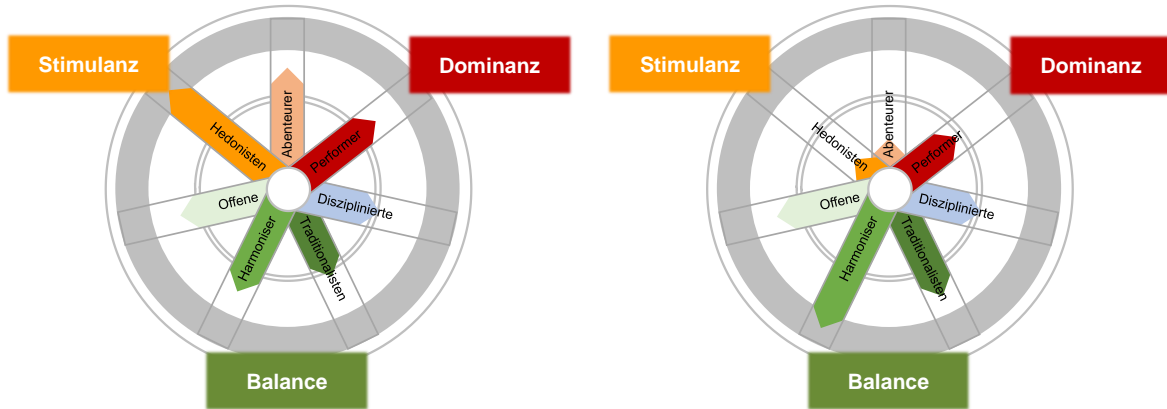 Stimulanz
Dominanz
Abenteurer
Hedonisten
Performer
Offene
Disziplinierte
Harmoniser
Traditionalisten
Balance
Stimulanz
Dominanz
Abenteurer
Hedonisten
Performer
Offene
Disziplinierte
Harmoniser
Traditionalisten
Balance